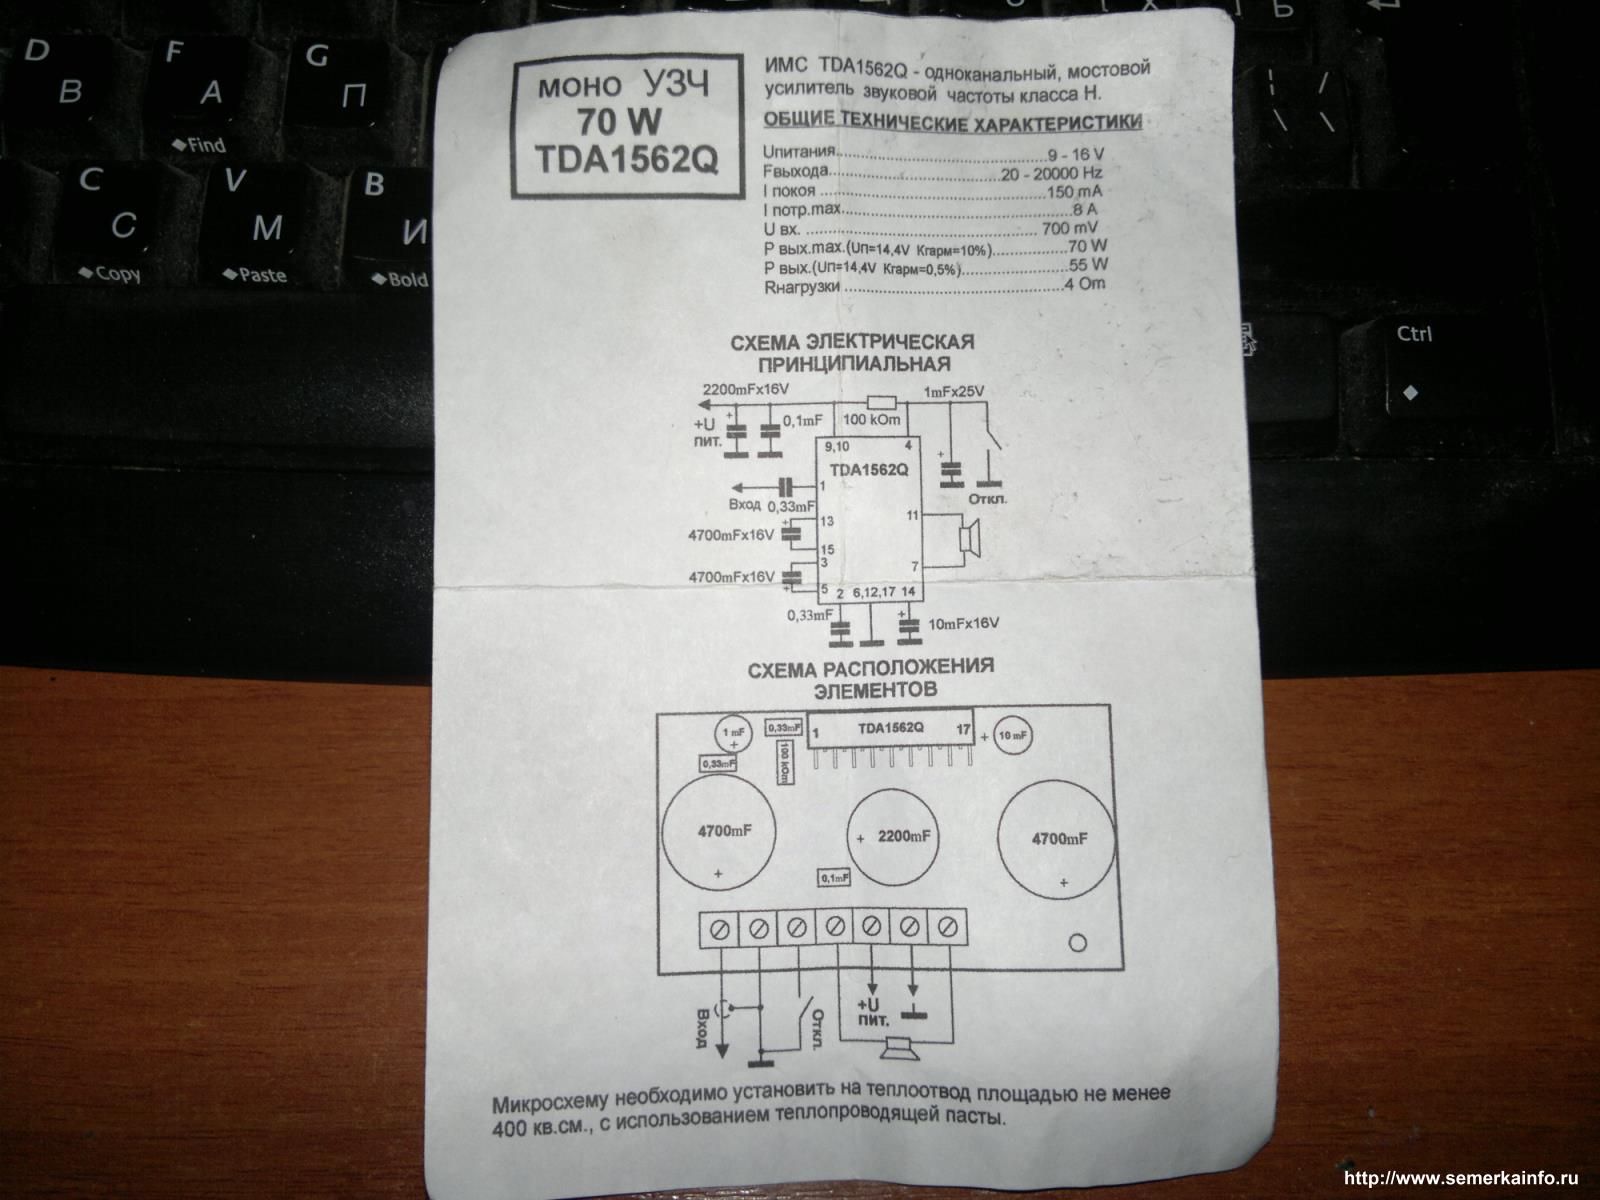 D
В
F
А
G
П
◆Find
C
С
V
М
B
И
◆Copy
◆Paste
◆Bold
Ctrl
МОНО УЗЧ
70 W
TDA1562Q
ИМС TDA1562Q - одноканальный, мостовой
усилитель звуковой частоты класса Н.
ОБЩИЕ ТЕХНИЧЕСКИЕ ХАРАКТЕРИСТИКИ
Uпитания......................................9 - 16 V
Fвыхода..............................20 - 20000 Hz
I покоя ........................................150 mA
I потр.max........................................8 A
U вх. ........................................ 700 mV
P вых.max.(Uп=14,4V Кгарм=10%)..............70 W
P вых.(Uп=14,4V Кгарм=0,5%)...................55 W
Rнагрузки ......................................4 Om
СХЕМА ЭЛЕКТРИЧЕСКАЯ
ПРИНЦИПИАЛЬНАЯ
2200mFx16V
1mFx25V
+U
пит.
0,1mF
100 kOm
9,10
4
TDA1562Q
Откл.
1
Вход
0,33mF
13
11
4700mFx16V
15
3
7
4700mFx16V
5
2
6,12,17
14
0,33mF
10mFx16V
СХЕМА РАСПОЛОЖЕНИЯ
ЭЛЕМЕНТОВ
1 mF
+
0,33mF
1
TDA1562Q
17
+
10 mF
0,33mF
100 kOm
4700mF
+
+ 2200mF
4700mF
+
0,1mF
Вход
Откл.
+U
пит.
Микросхему необходимо установить на теплоотвод площадью не менее
400 кв.см., с использованием теплопроводящей пасты.
http://www.semerkainfo.ru